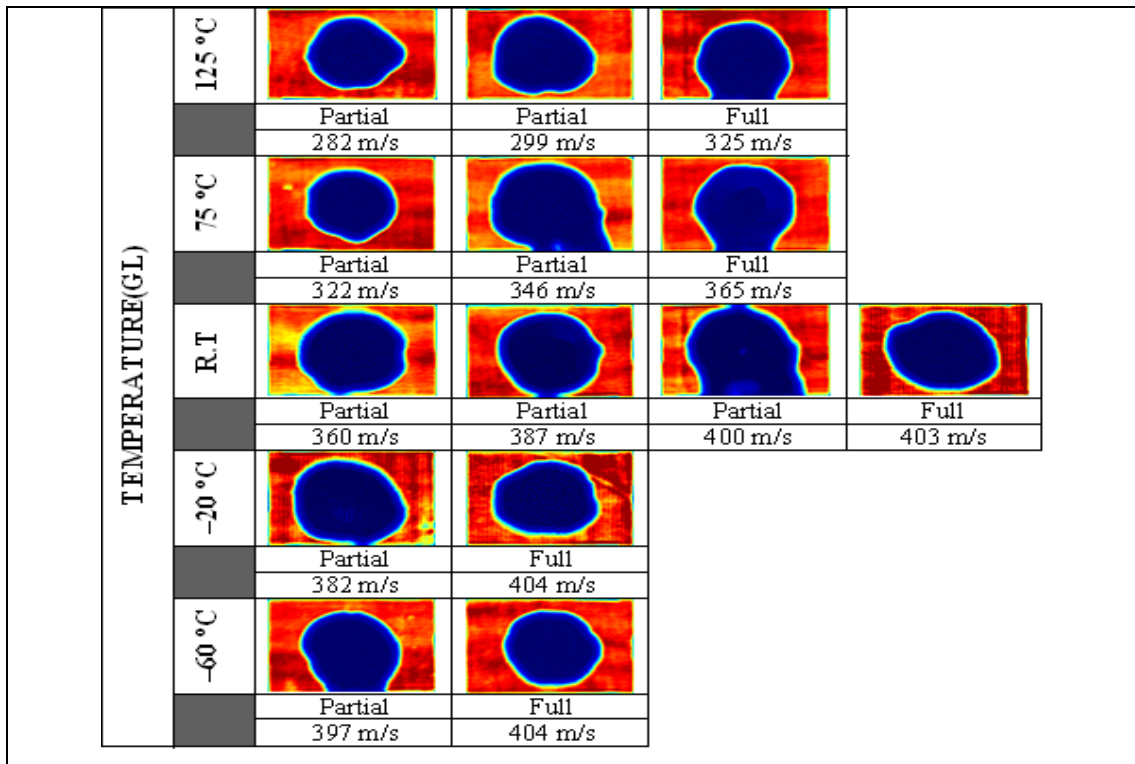 TEMPERATURE(GL)
125 °C
Partial Partial Full
282 m/s 299 m/s 325 m/s
75 °C
Partial Partial Full
322 m/s 346 m/s 365 m/s
R.T
Partial Partial Partial Full
360 m/s 387 m/s 400 m/s 403 m/s
–20 °C
Partial Full
382 m/s 404 m/s
–60 °C
Partial Full
397 m/s 404 m/s